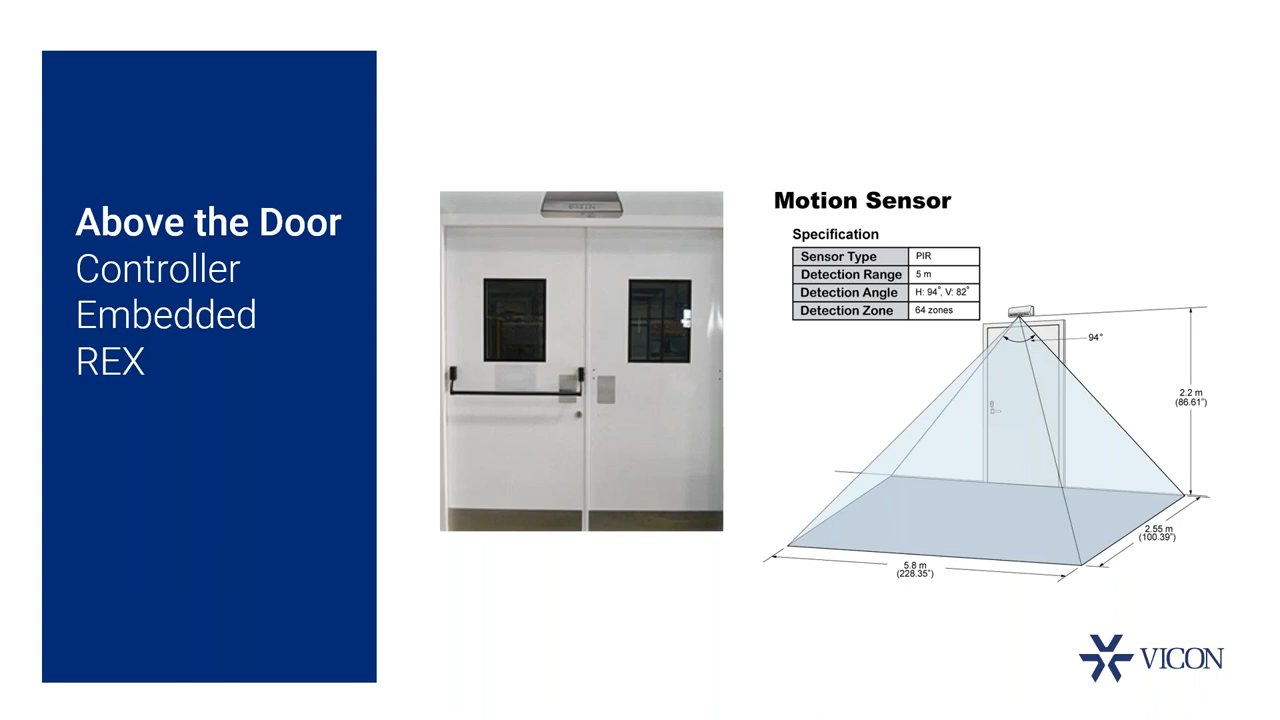 Above the Door
Controller
Embedded
REX
Motion Sensor
Specification
Sensor Type PIR
Detection Range 5 m
Detection Angle H: 94°, V: 82°
Detection Zone 64 zones
94°
2.2 m
(86.61")
2.55 m
(100.39")
5.8 m
(228.35")
VICON